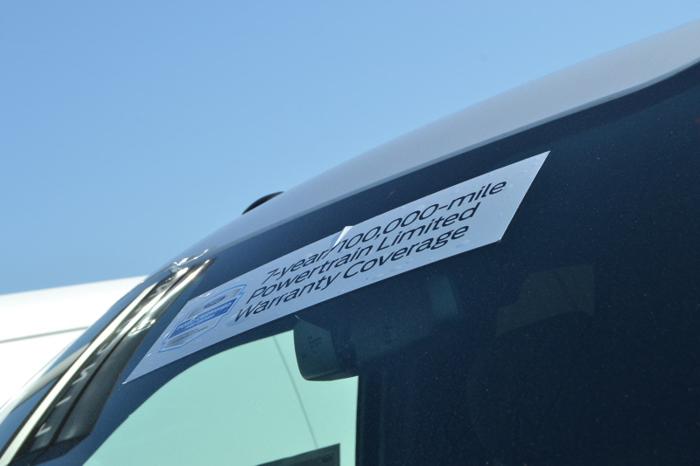 7-year/100,000-mile
Powertrain Limited
Warranty Coverage